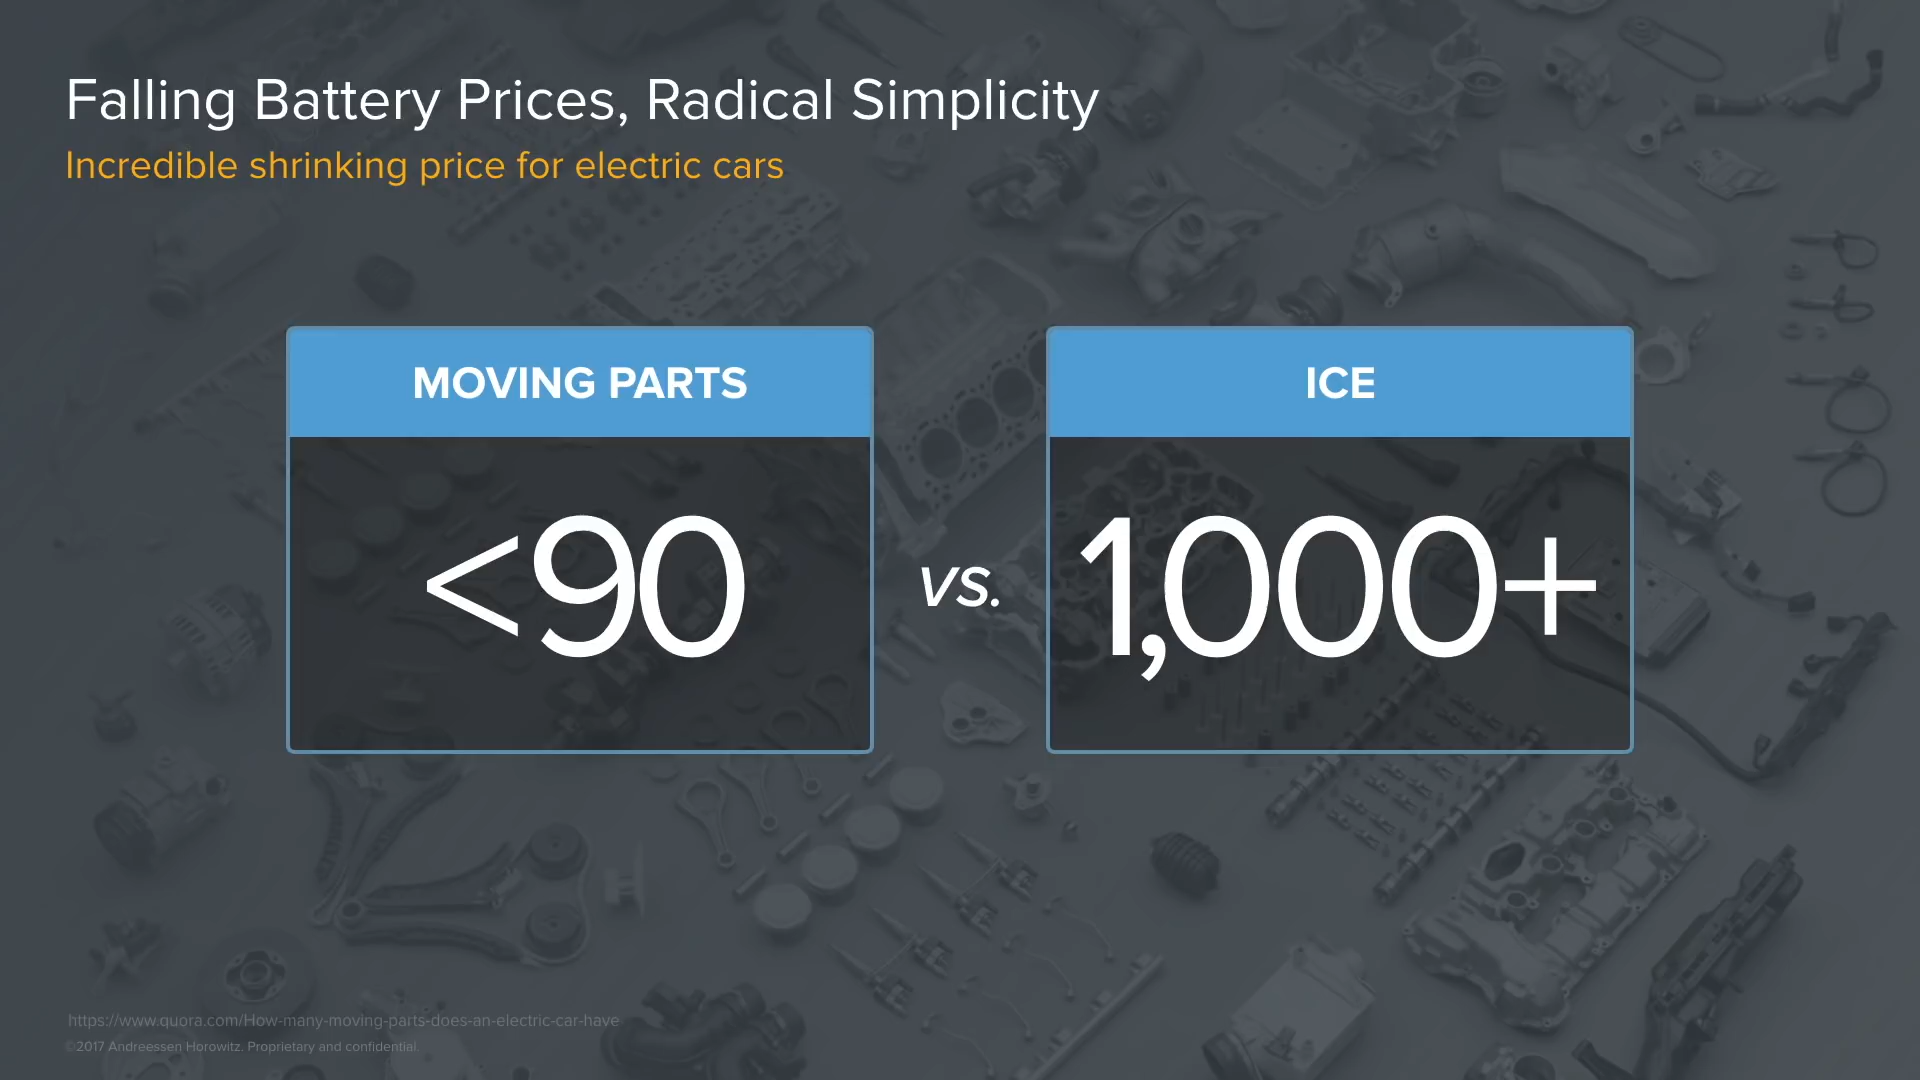 Falling Battery Prices, Radical Simplicity
Incredible shrinking price for electric cars
MOVING PARTS
ICE
<90
vs.
1,000+
https://www.quora.com/How-many-moving-parts-does-an-electric-car-have
©2017 Andreessen Horowitz. Proprietary and confidential.